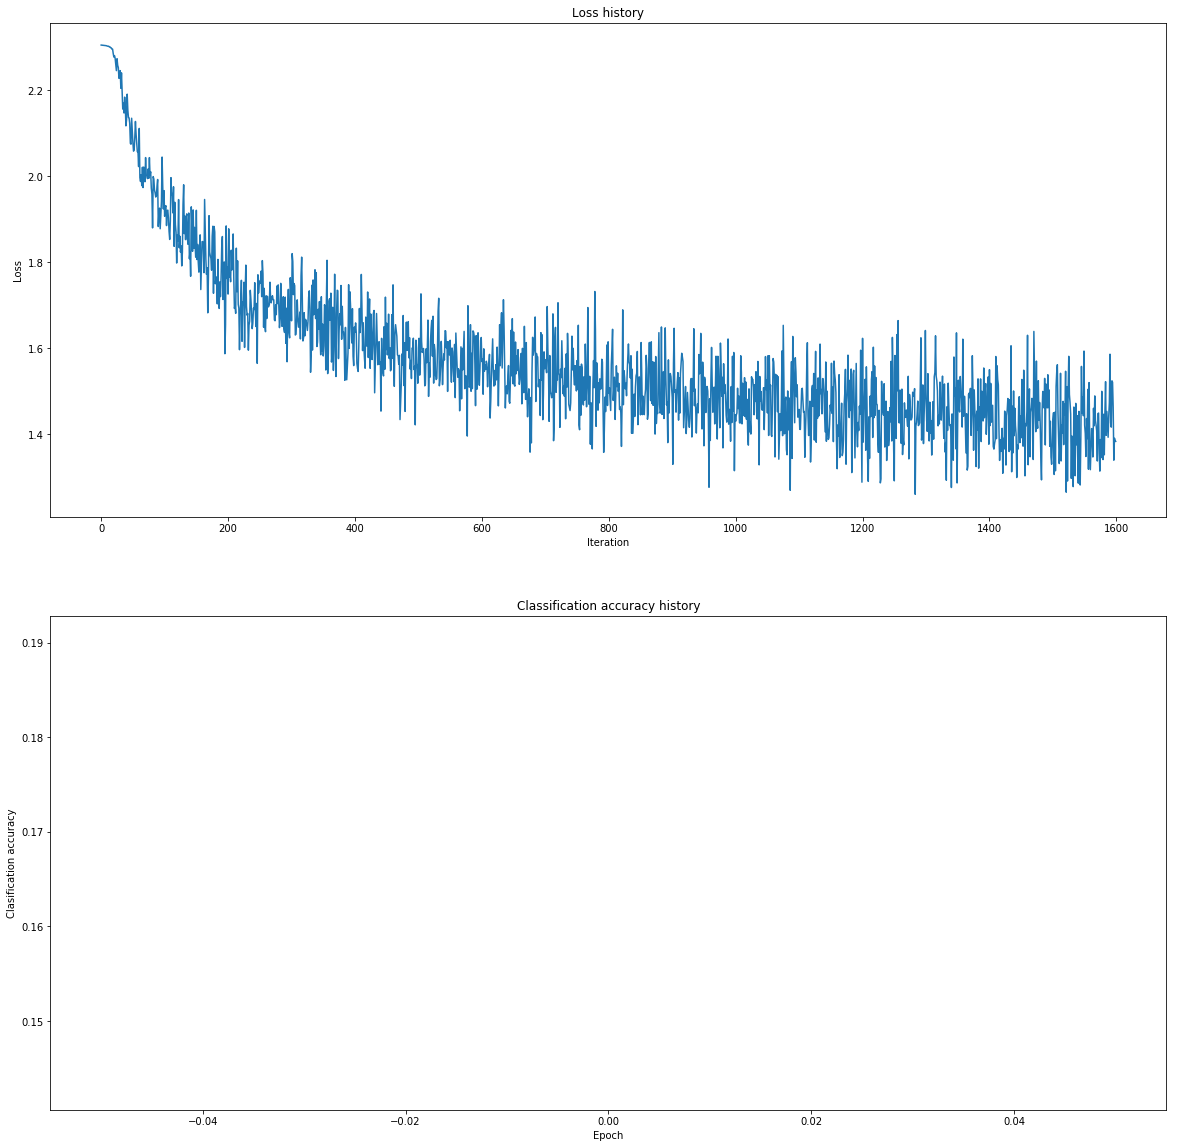 Loss history
2.2
2.0
1.8
1.6
1.4
Loss
0 200 400 600 800 1000 1200 1400 1600
Iteration
Classification accuracy history
0.19
0.18
0.17
0.16
0.15
Clasification accuracy
−0.04 −0.02 0.00 0.02 0.04
Epoch